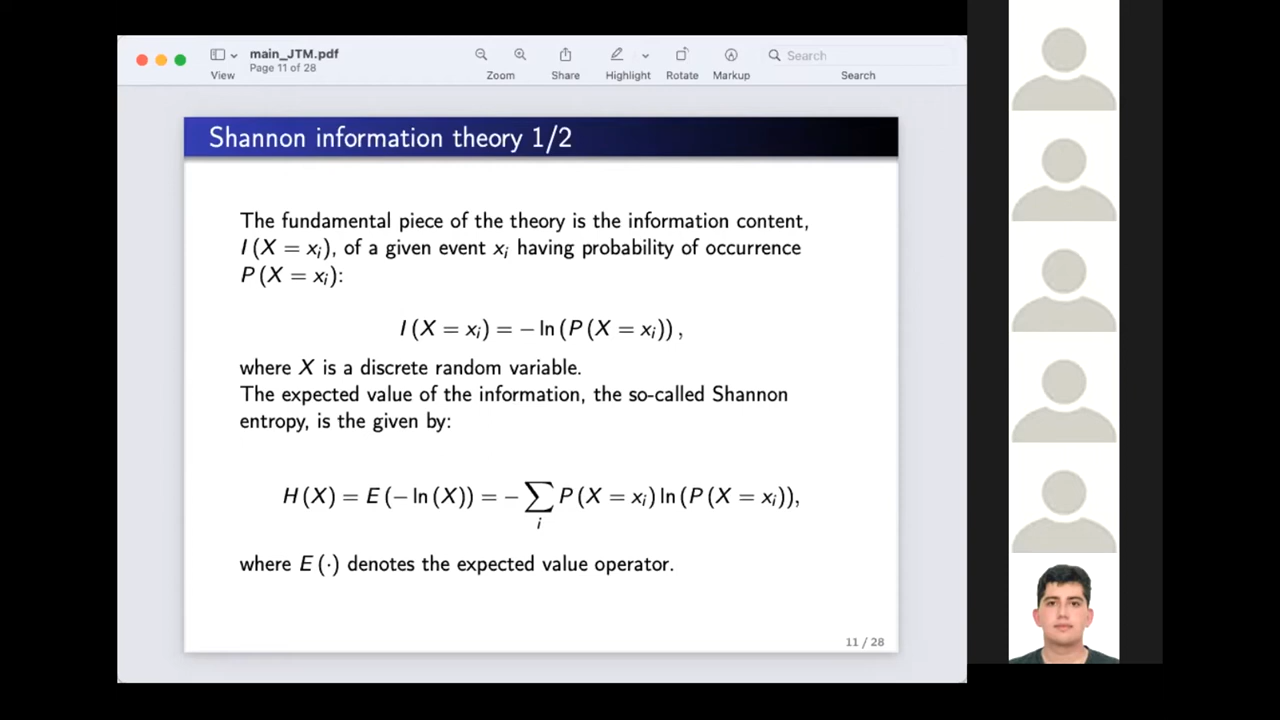 main_JTM.pdf
Page 11 of 28
View
Zoom
Share
Highlight
Rotate
Markup
Search
Search
Shannon information theory 1/2
The fundamental piece of the theory is the information content,
I (X = xᵢ), of a given event xᵢ having probability of occurrence
P (X = xᵢ):
I (X = xᵢ) = − ln (P (X = xᵢ)) ,
where X is a discrete random variable.
The expected value of the information, the so-called Shannon
entropy, is the given by:
H (X) = E (− ln (X)) = − ∑ᵢ P (X = xᵢ) ln (P (X = xᵢ)),
where E (·) denotes the expected value operator.
11 / 28